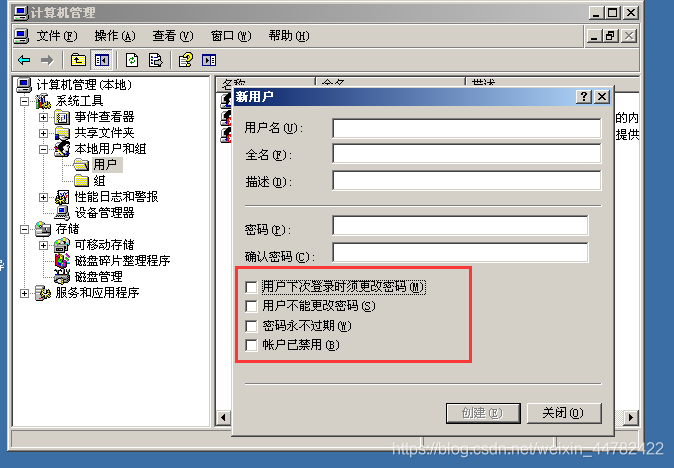 计算机管理
文件(F) 操作(A) 查看(V) 窗口(W) 帮助(H)
计算机管理(本地)
系统工具
事件查看器
共享文件夹
本地用户和组
用户
组
性能日志和警报
设备管理器
存储
可移动存储
磁盘碎片整理程序
磁盘管理
服务和应用程序
名称 全名 描述
的内
提供
新用户
用户名(U):
全名(F):
描述(D):
密码(P):
确认密码(C):
用户下次登录时须更改密码(M)
用户不能更改密码(S)
密码永不过期(W)
帐户已禁用(B)
创建(E) 关闭(O)
https://blog.csdn.net/weixin_44782422